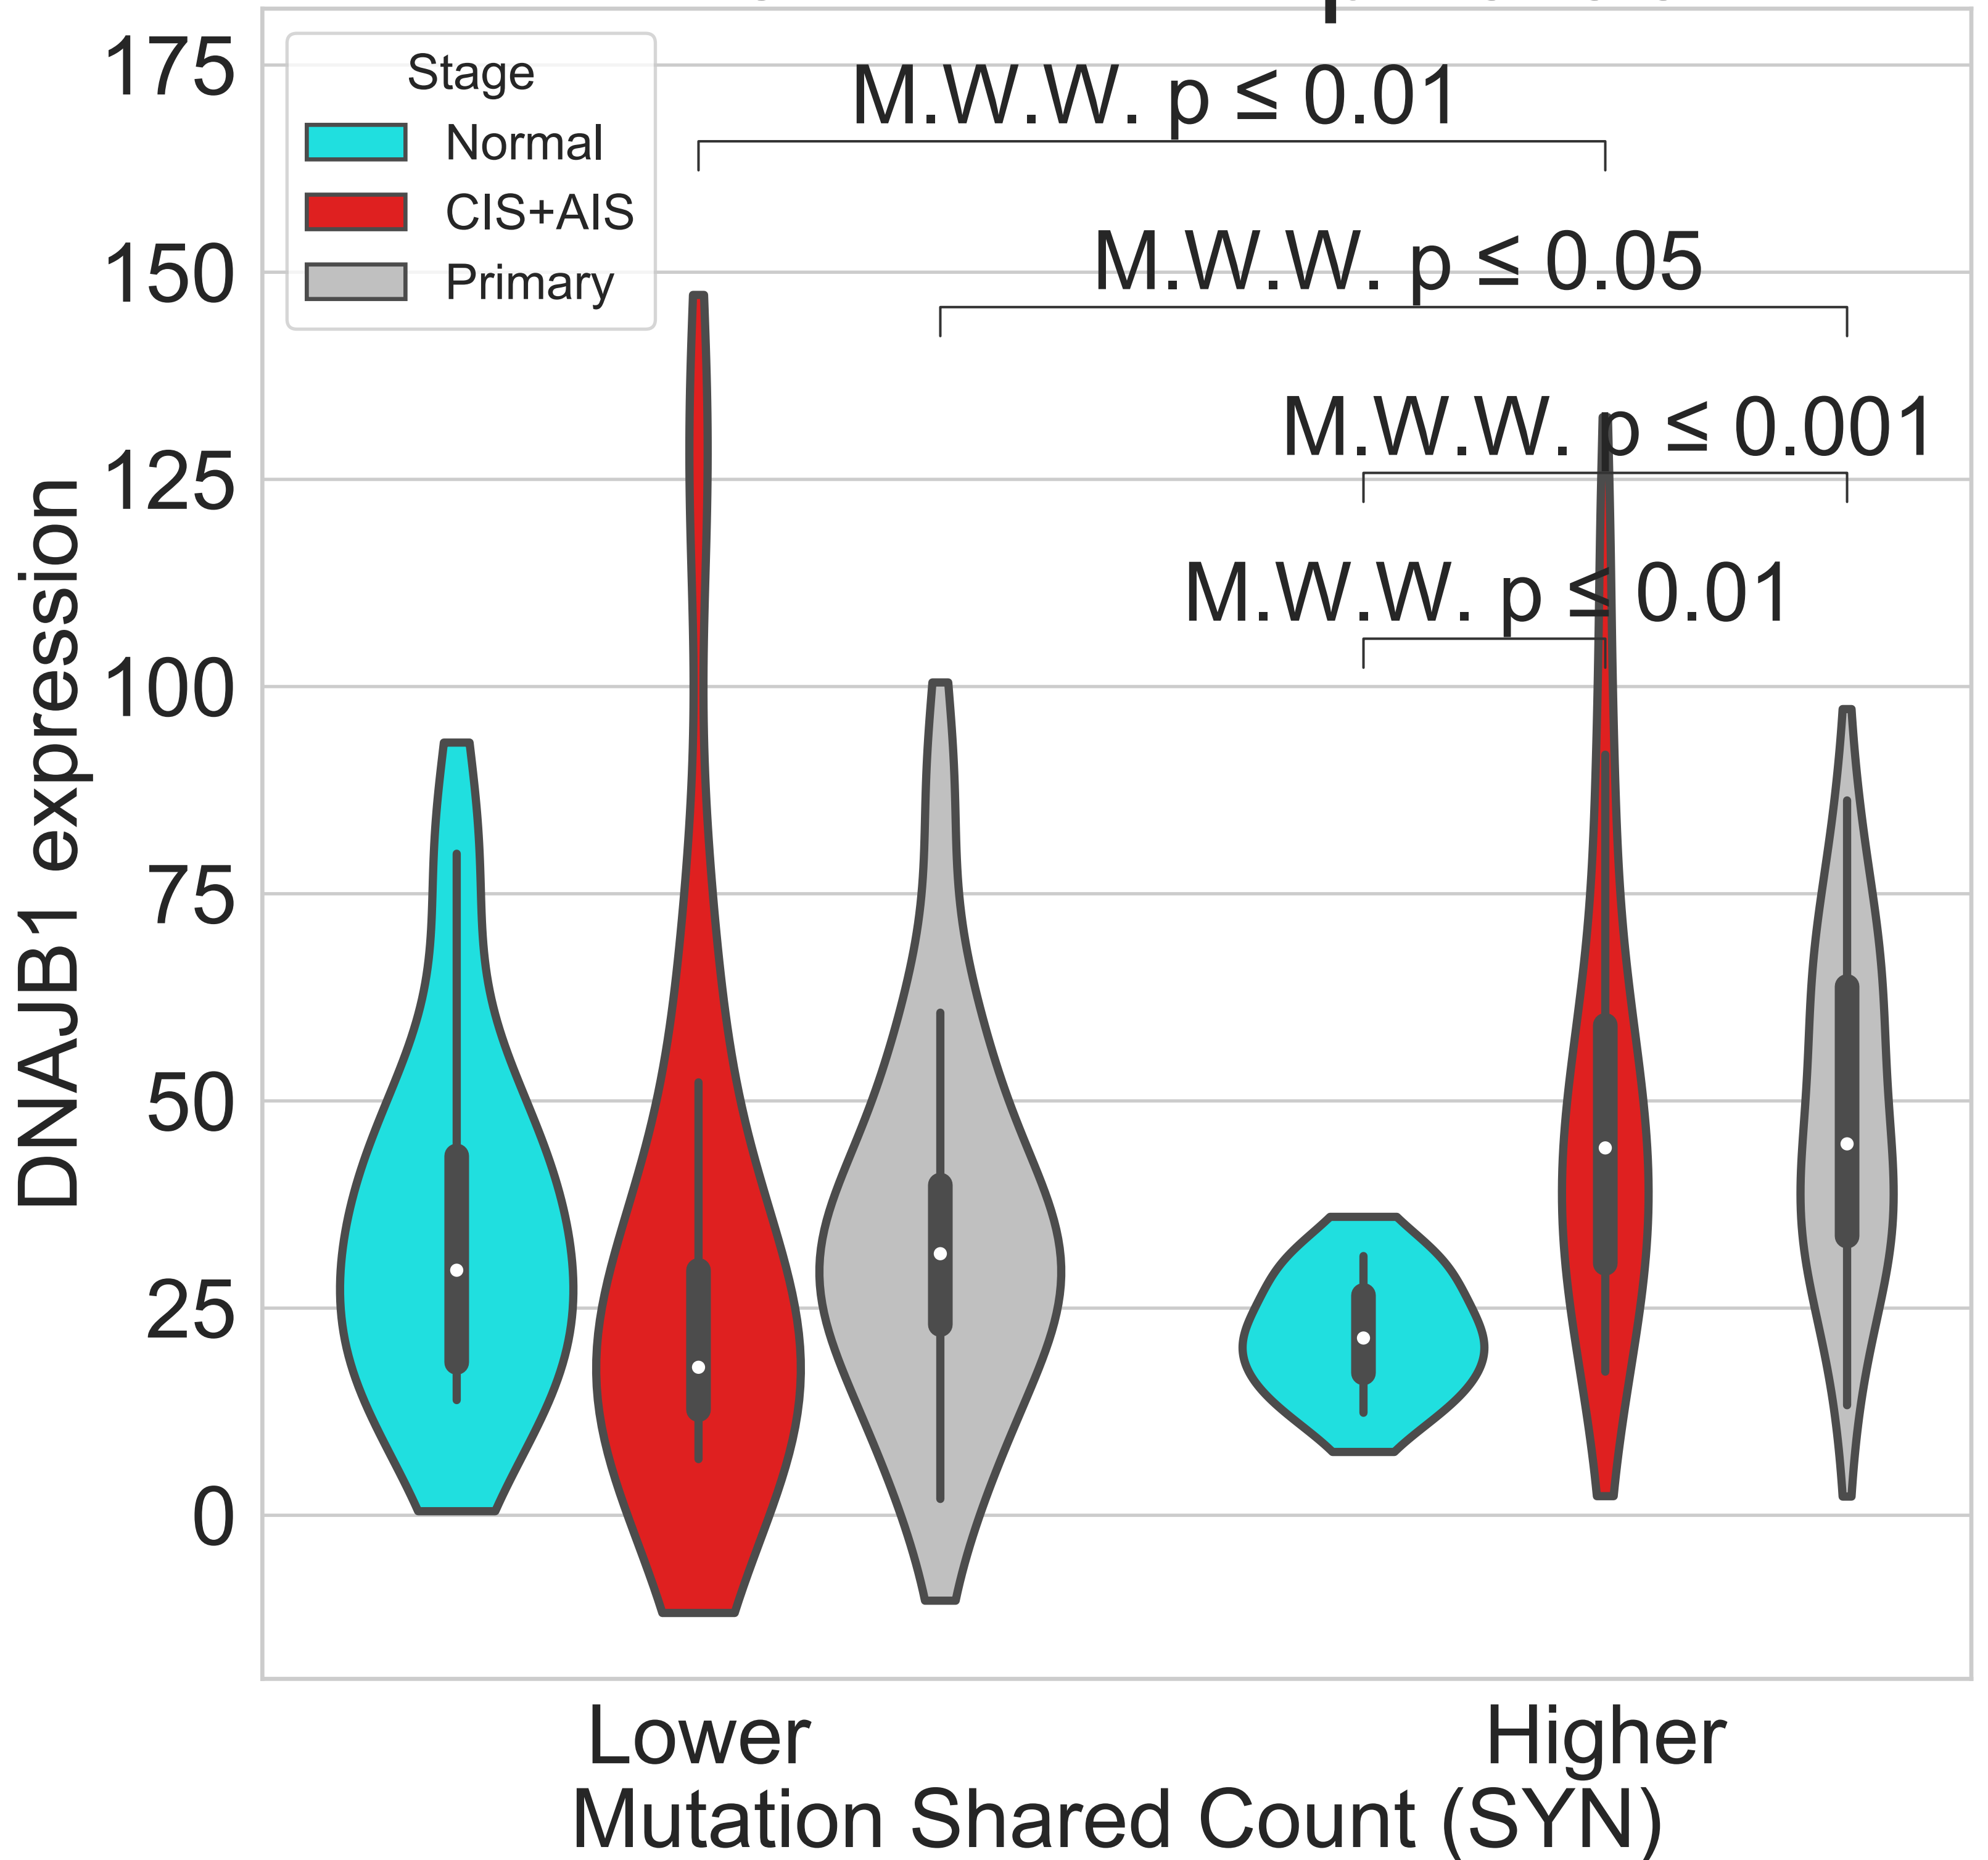 175
150
125
100
75
50
25
0
DNAJB1 expression
Stage
Normal
CIS+AIS
Primary
M.W.W. p ≤ 0.01
M.W.W. p ≤ 0.05
M.W.W. p ≤ 0.001
M.W.W. p ≤ 0.01
Lower
Higher
Mutation Shared Count (SYN)